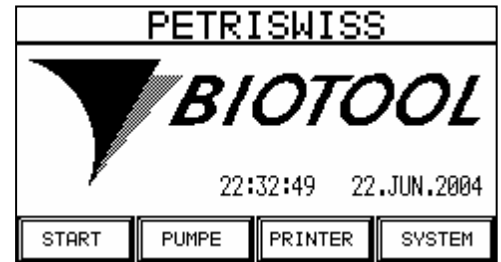 PETRISWISS
BIOTOOL
22:32:49 22.JUN.2004
START PUMPE PRINTER SYSTEM